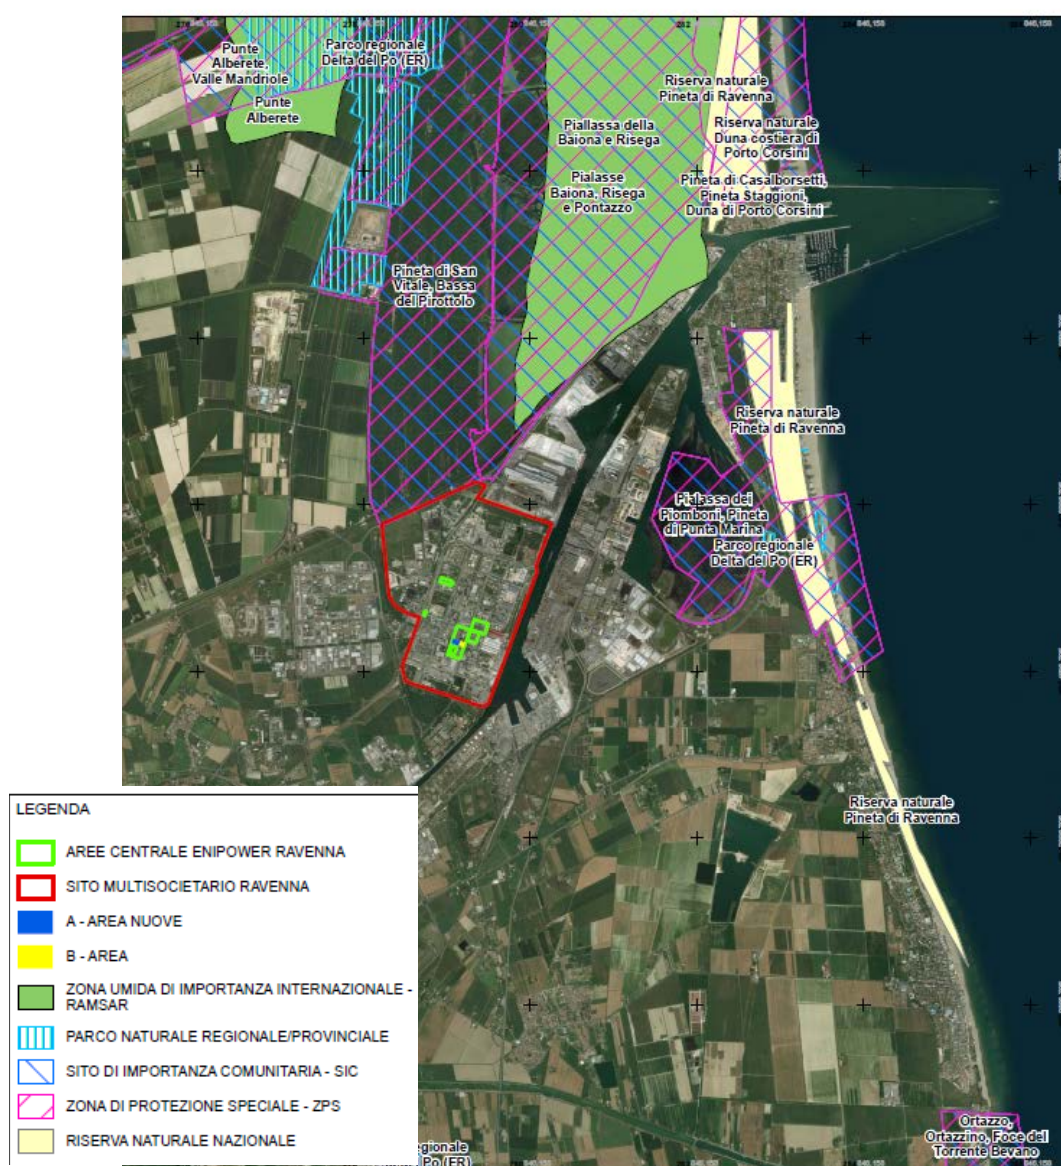 Punte
Alberete,
Valle Mandriole
Punte
Alberete
Parco regionale
Delta del Po (ER)
Riserva naturale
Pineta di Ravenna
Riserva naturale
Duna costiera di
Porto Corsini
Piallassa della
Baiona e Risega
Pialasse
Baiona, Risega
e Pontazzo
Pineta di Casalborsetti,
Pineta Staggioni,
Duna di Porto Corsini
Pineta di San
Vitale, Bassa
del Pirottolo
Riserva naturale
Pineta di Ravenna
Pialassa dei
Piomboni, Pineta
di Punta Marina
Parco regionale
Delta del Po (ER)
Riserva naturale
Pineta di Ravenna
Ortazzo,
Ortazzino, Foce del
Torrente Bevano
egionale
Po (ER)
LEGENDA
AREE CENTRALE ENIPOWER RAVENNA
SITO MULTISOCIETARIO RAVENNA
A - AREA NUOVE
B - AREA
ZONA UMIDA DI IMPORTANZA INTERNAZIONALE -
RAMSAR
PARCO NATURALE REGIONALE/PROVINCIALE
SITO DI IMPORTANZA COMUNITARIA - SIC
ZONA DI PROTEZIONE SPECIALE - ZPS
RISERVA NATURALE NAZIONALE